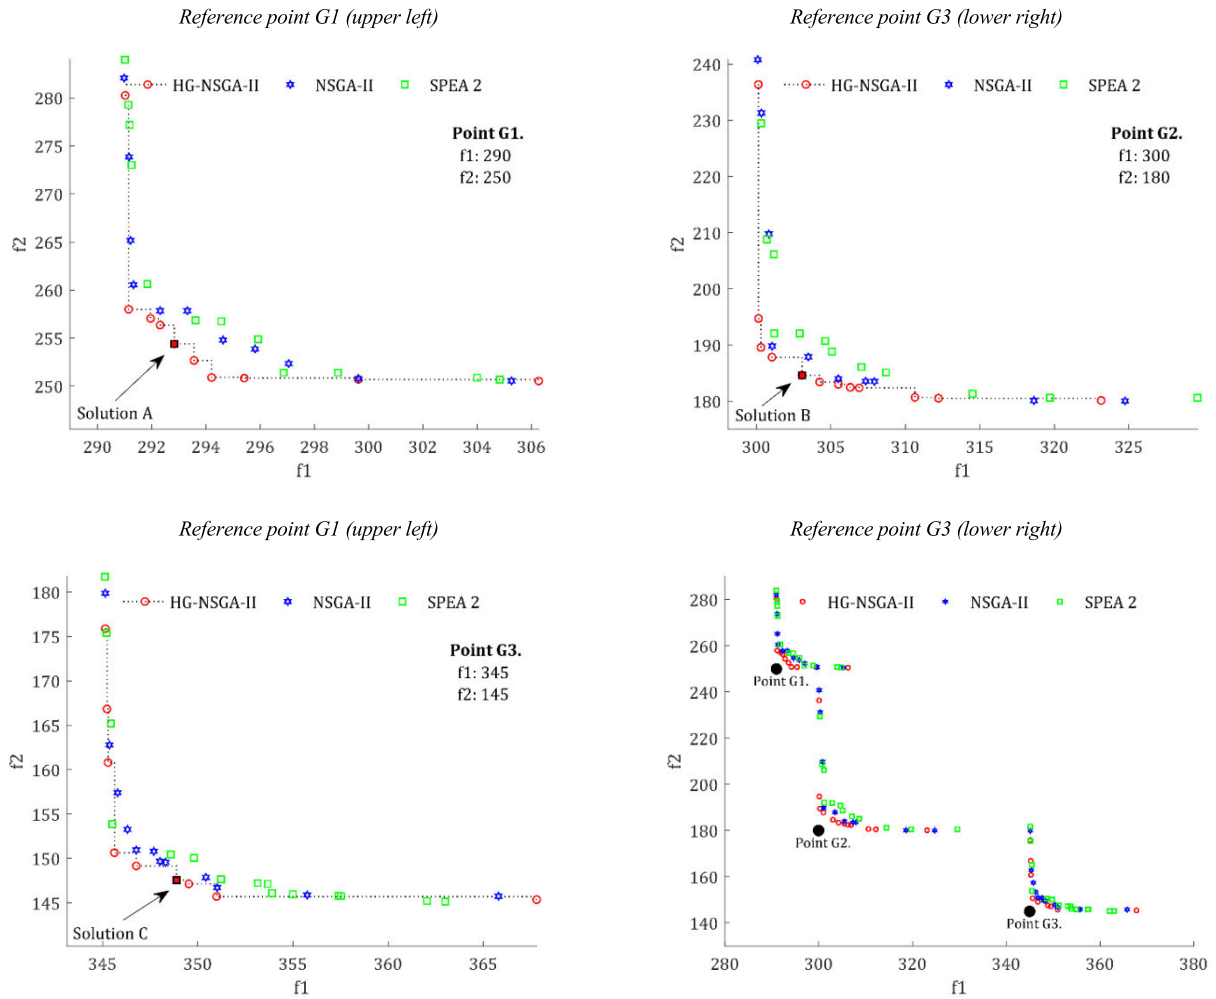 Reference point G1 (upper left)
Reference point G3 (lower right)
HG-NSGA-II NSGA-II SPEA 2
Point G1.
f1: 290
f2: 250
280
275
270
265
260
255
250
f2
Solution A
290 292 294 296 298 300 302 304 306
f1
HG-NSGA-II NSGA-II SPEA 2
Point G2.
f1: 300
f2: 180
240
230
220
210
200
190
180
f2
Solution B
300 305 310 315 320 325
f1
Reference point G1 (upper left)
Reference point G3 (lower right)
HG-NSGA-II NSGA-II SPEA 2
Point G3.
f1: 345
f2: 145
180
175
170
165
160
155
150
145
f2
Solution C
345 350 355 360 365
f1
HG-NSGA-II NSGA-II SPEA 2
280
260
240
220
200
180
160
140
f2
Point G1.
Point G2.
Point G3.
280 300 320 340 360 380
f1